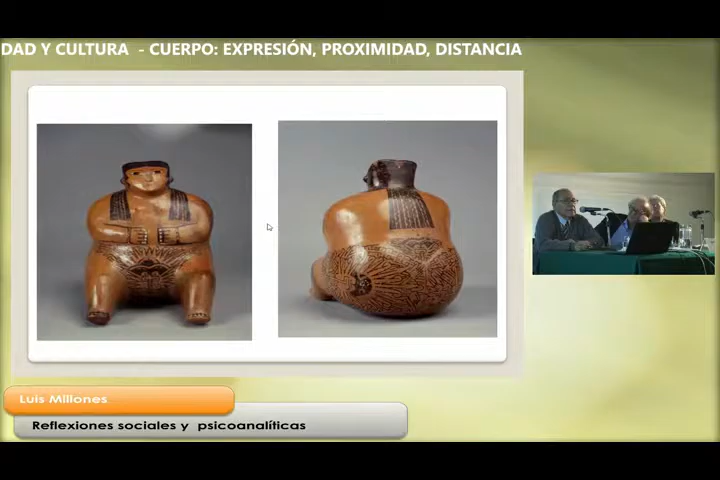 DAD Y CULTURA - CUERPO: EXPRESIÓN, PROXIMIDAD, DISTANCIA
Luis Millones
Reflexiones sociales y psicoanalíticas